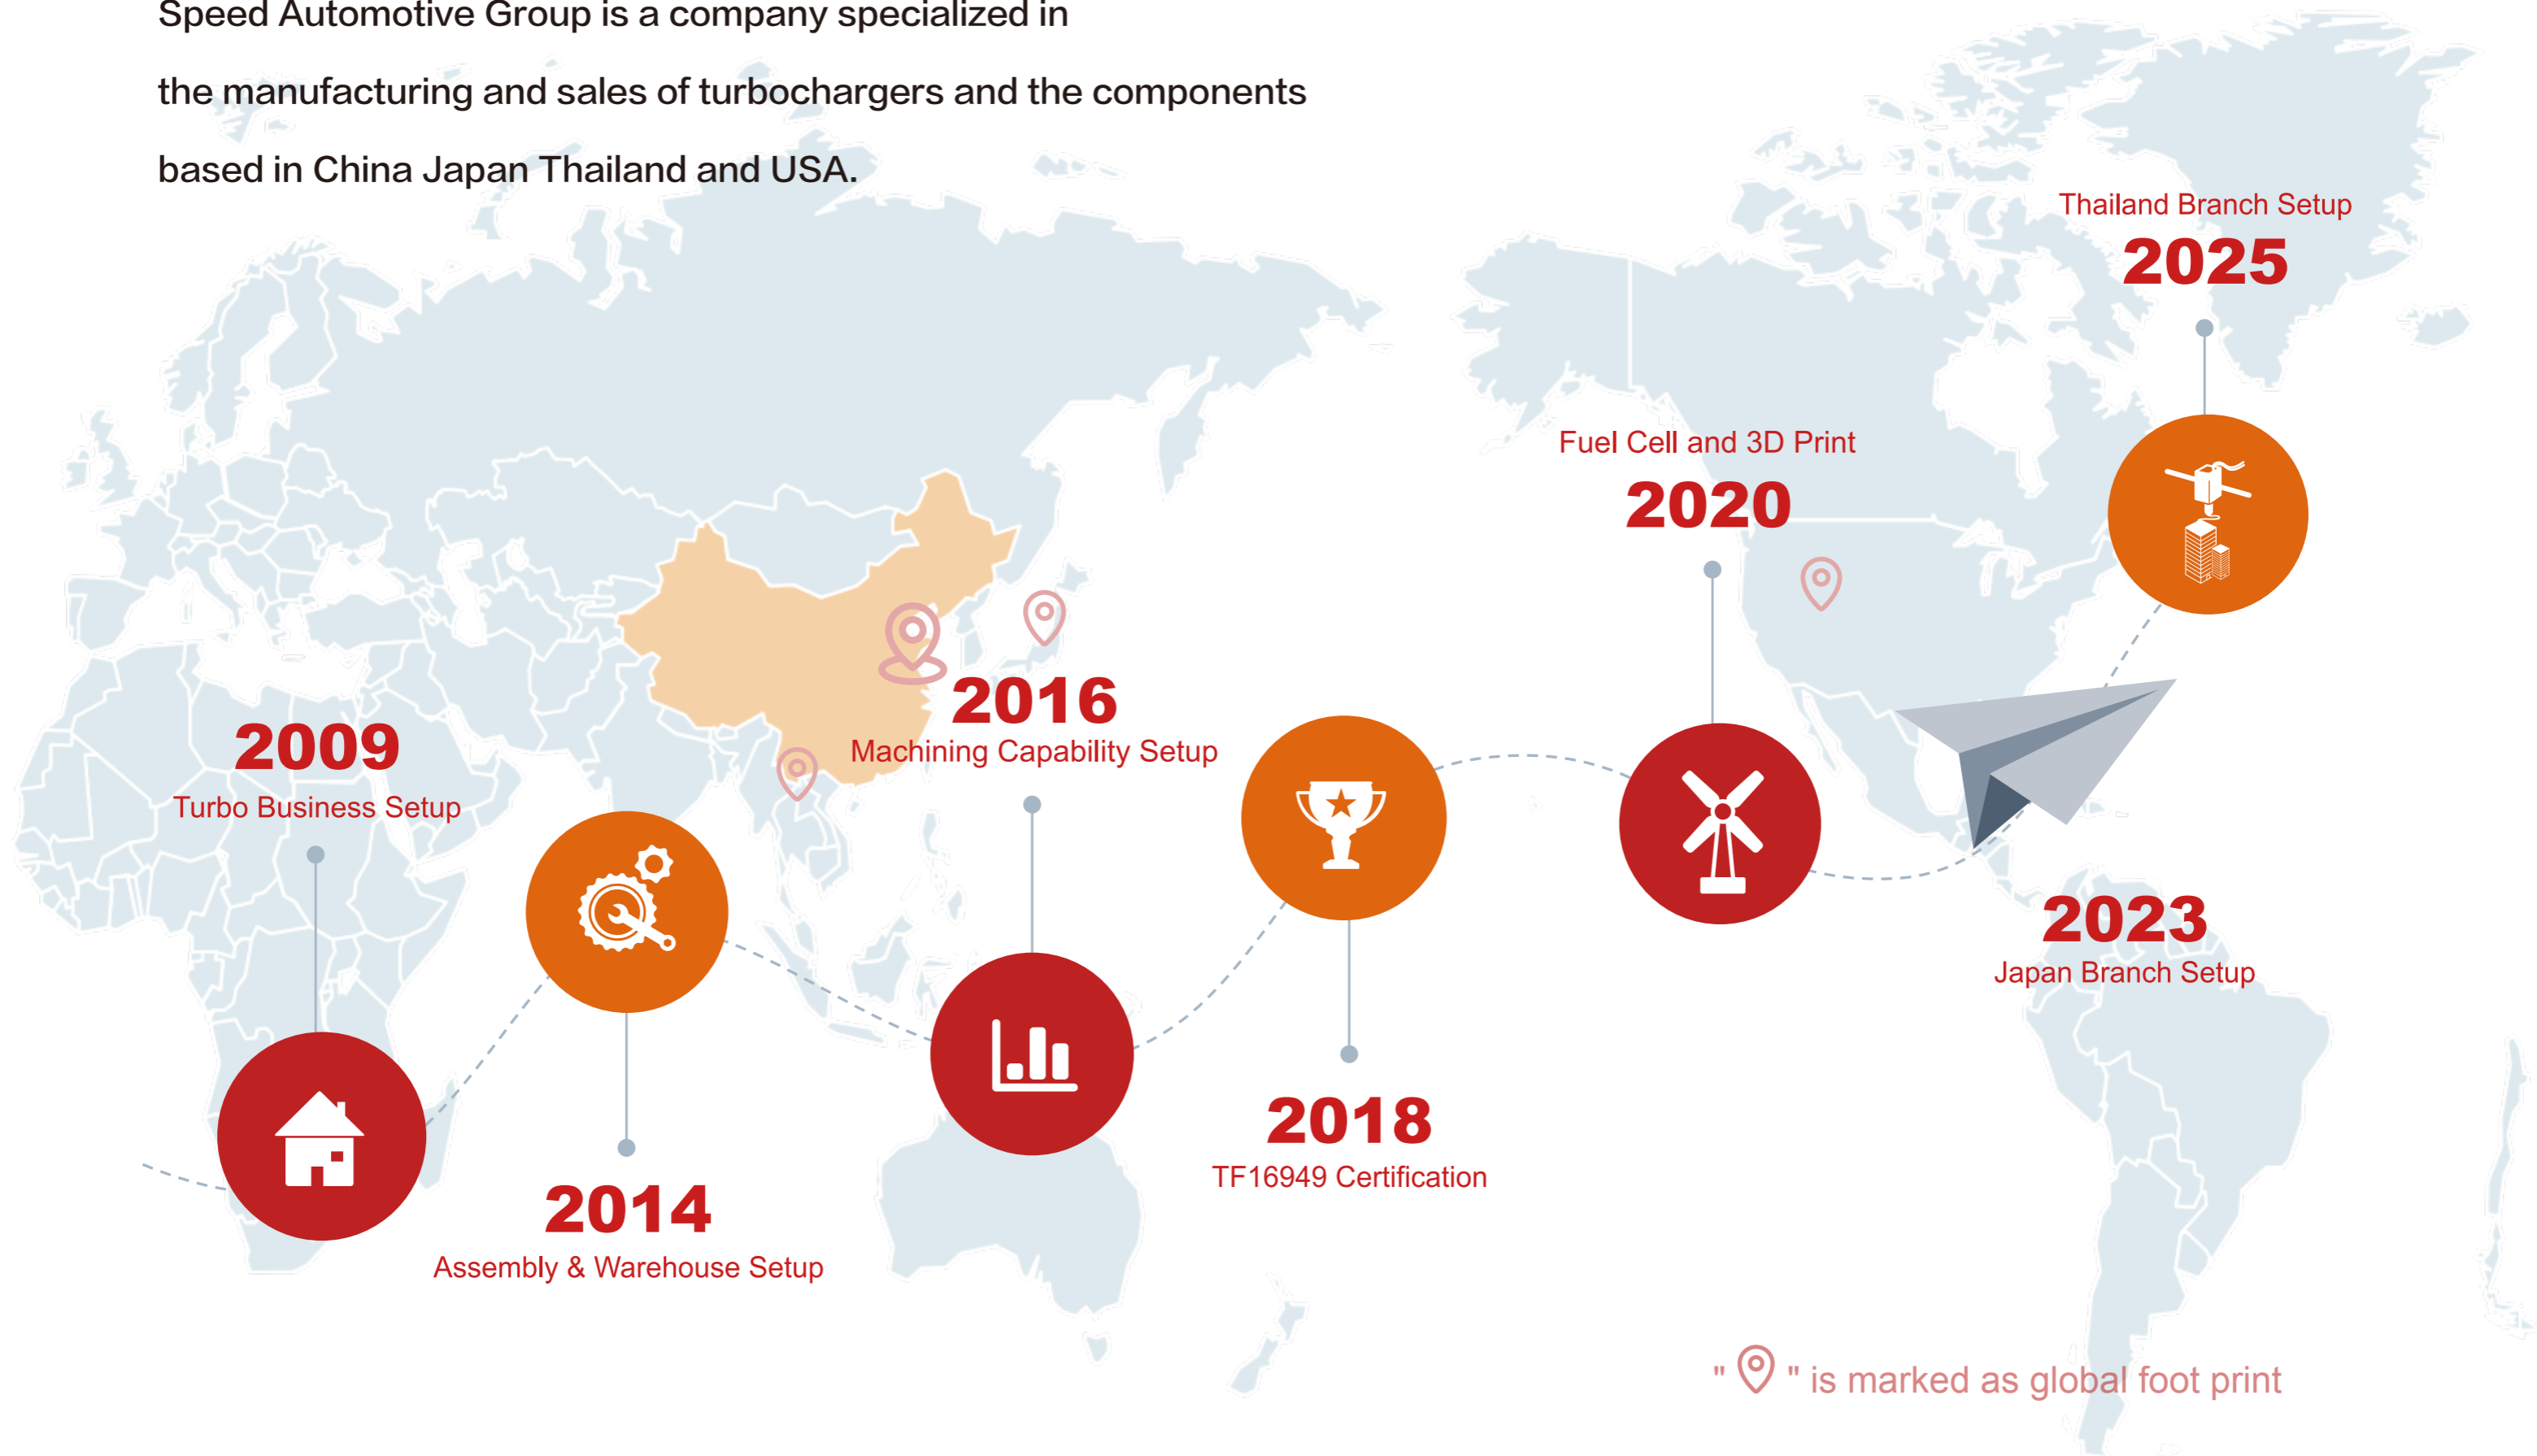 Speed Automotive Group is a company specialized in
the manufacturing and sales of turbochargers and the components
based in China Japan Thailand and USA.
Thailand Branch Setup
2025
Fuel Cell and 3D Print
2020
2016
Machining Capability Setup
2009
Turbo Business Setup
2023
Japan Branch Setup
2018
TF16949 Certification
2014
Assembly & Warehouse Setup
" " is marked as global foot print